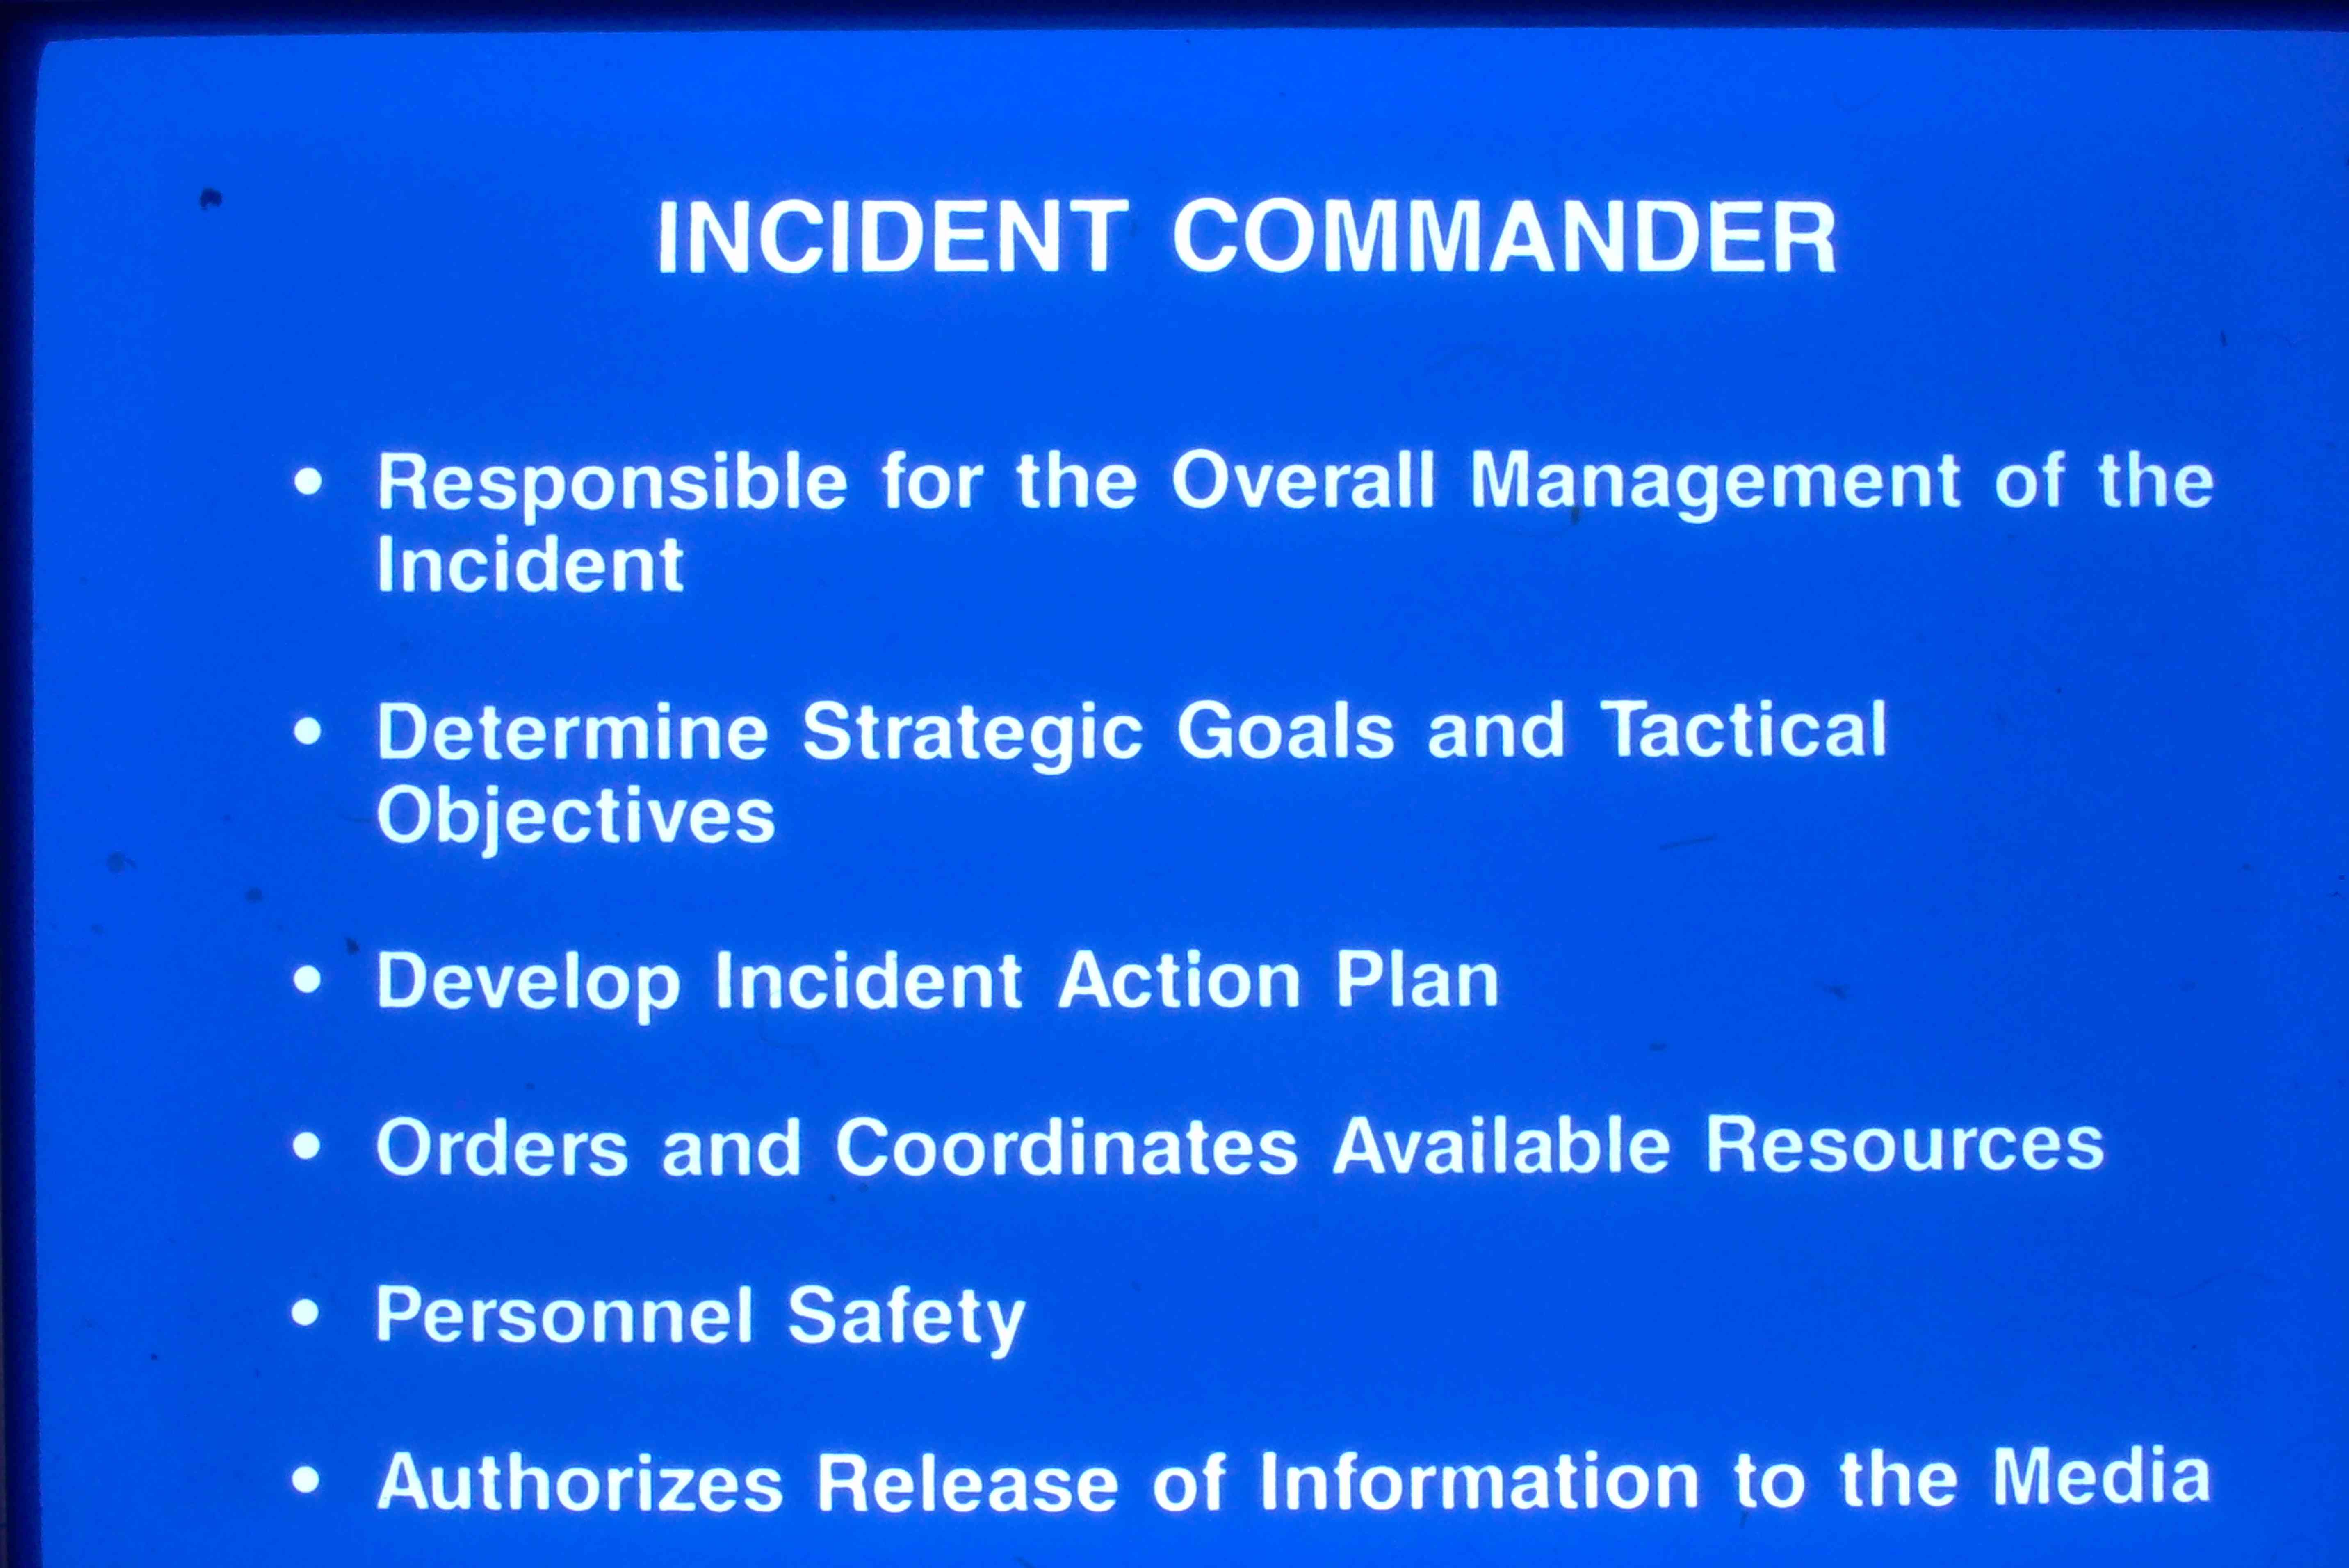 INCIDENT COMMANDER
• Responsible for the Overall Management of the
Incident
• Determine Strategic Goals and Tactical
Objectives
• Develop Incident Action Plan
• Orders and Coordinates Available Resources
• Personnel Safety
• Authorizes Release of Information to the Media